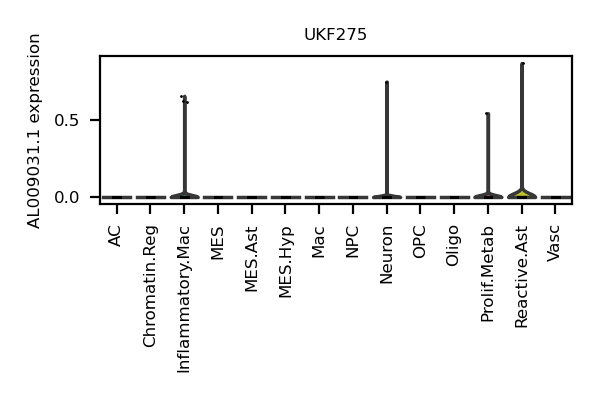 UKF275
AL009031.1 expression
0.5
0.0
AC
Chromatin.Reg
Inflammatory.Mac
MES
MES.Ast
MES.Hyp
Mac
NPC
Neuron
OPC
Oligo
Prolif.Metab
Reactive.Ast
Vasc